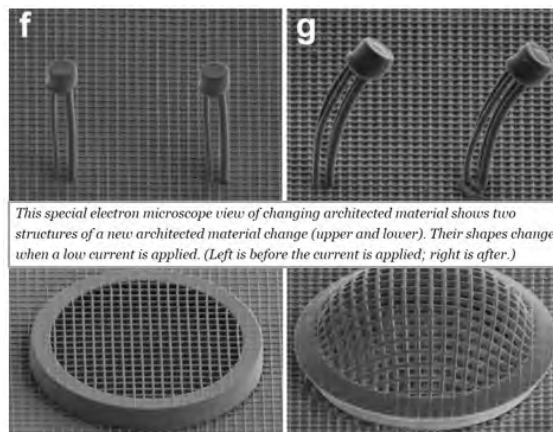 f
g
This special electron microscope view of changing architected material shows two
structures of a new architected material change (upper and lower). Their shapes change
when a low current is applied. (Left is before the current is applied; right is after.)